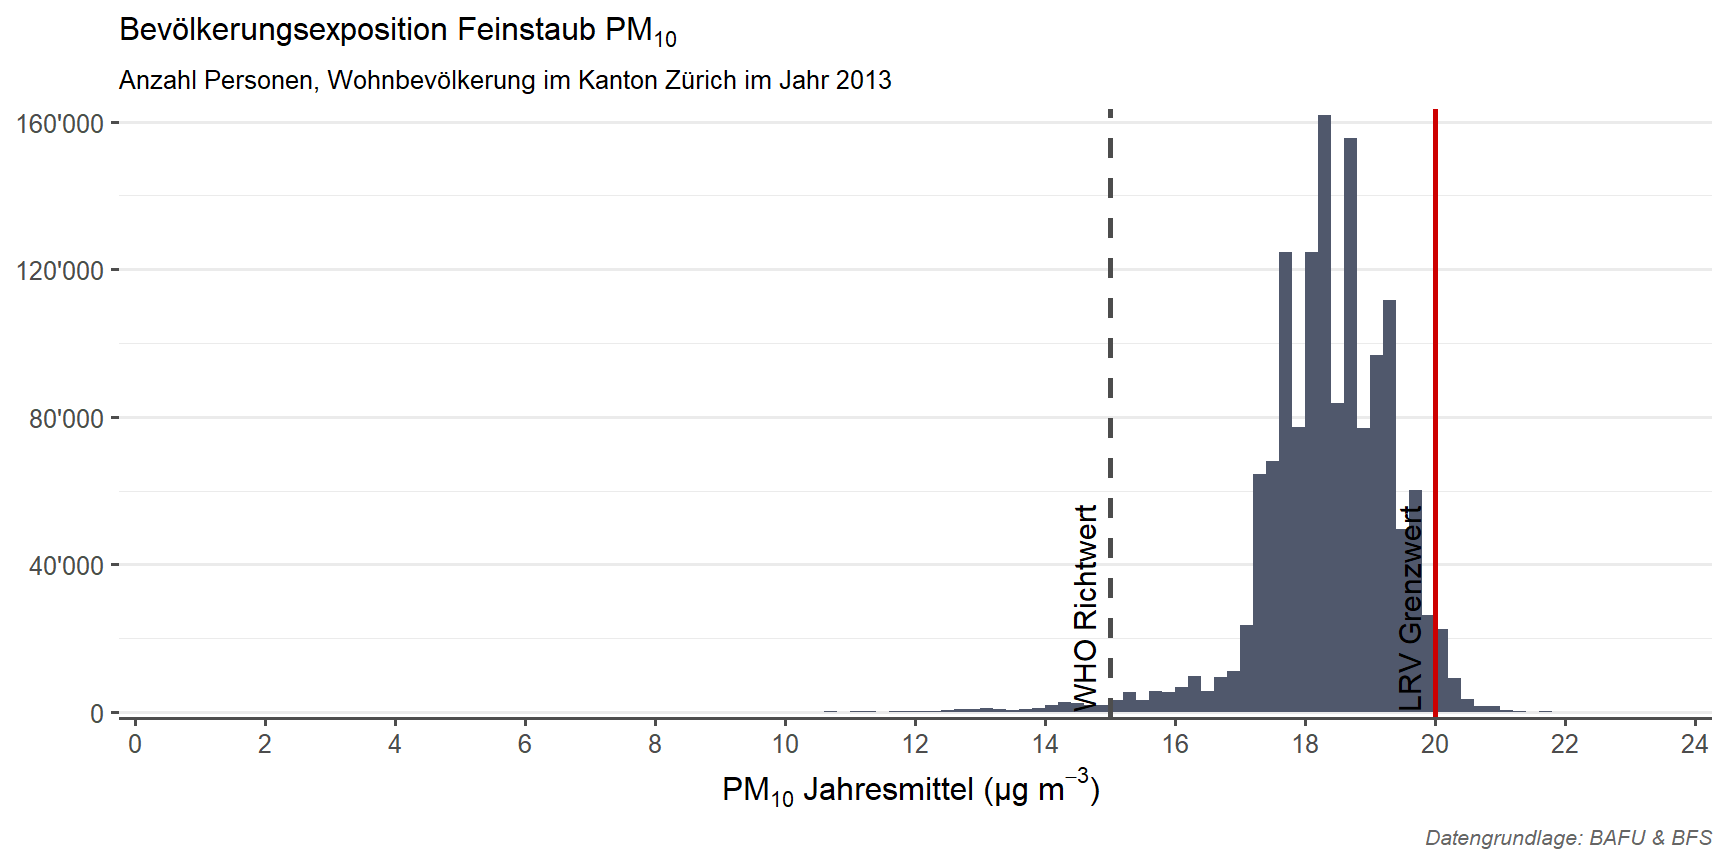 Bevölkerungsexposition Feinstaub PM₁₀
Anzahl Personen, Wohnbevölkerung im Kanton Zürich im Jahr 2013
160'000
120'000
80'000
40'000
0
WHO Richtwert
LRV Grenzwert
0 2 4 6 8 10 12 14 16 18 20 22 24
PM₁₀ Jahresmittel (µg m⁻³)
Datengrundlage: BAFU & BFS